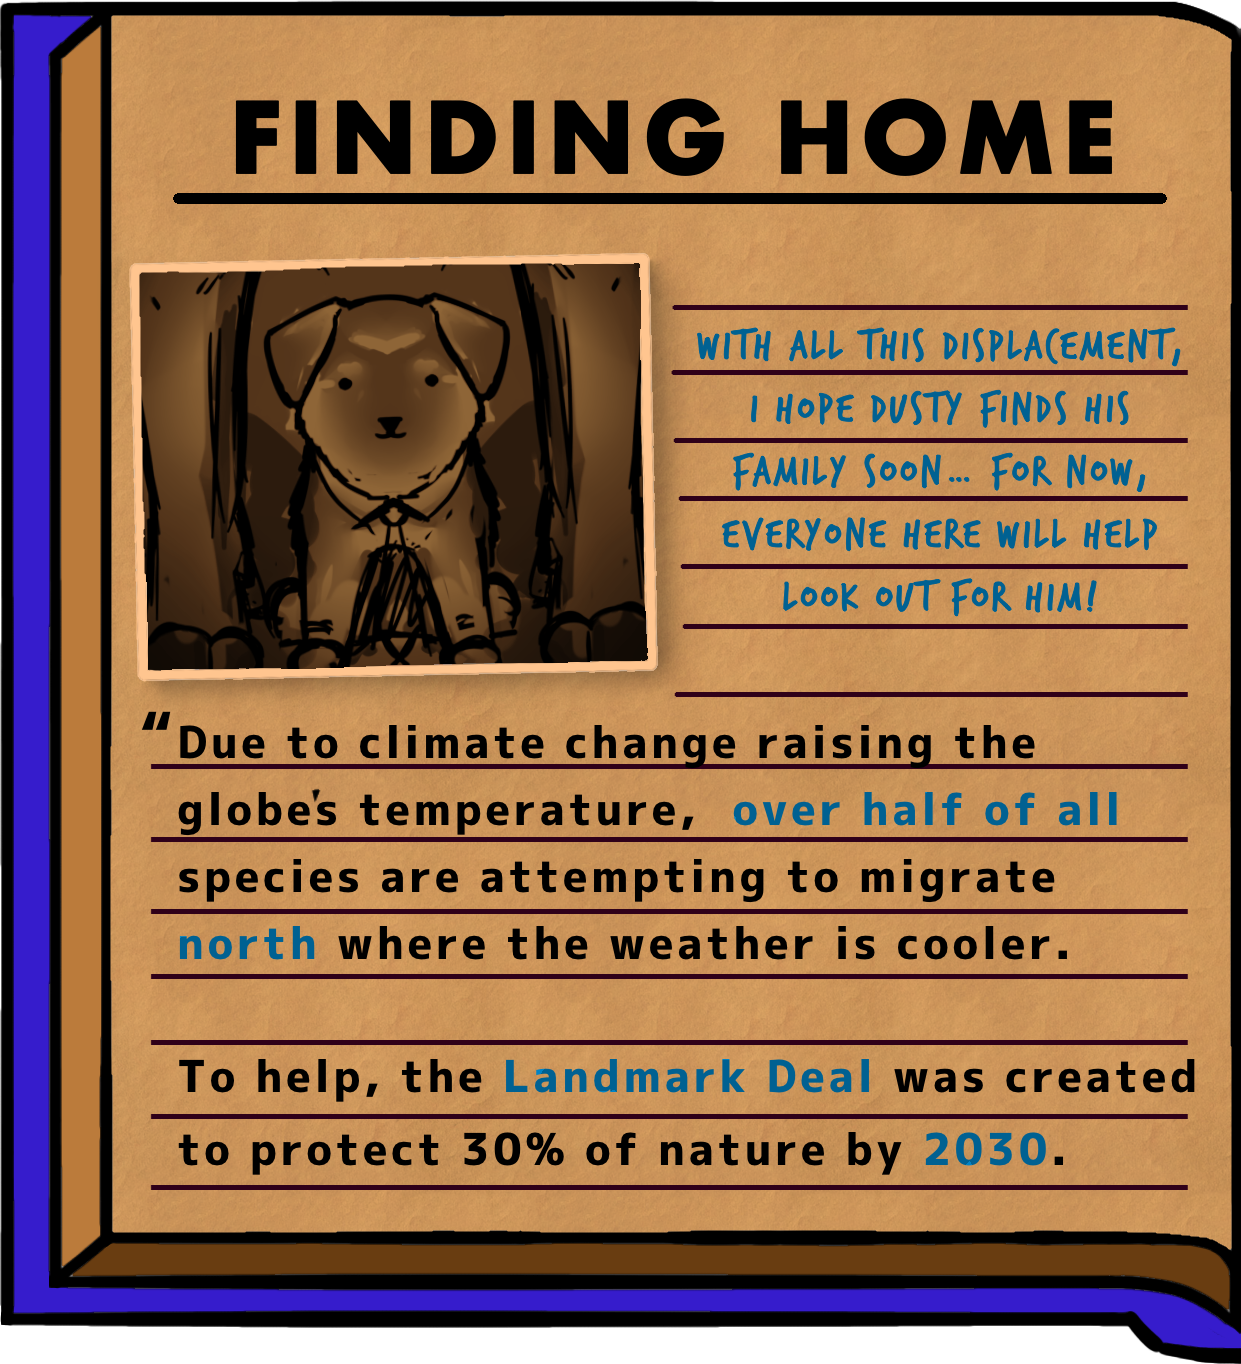 FINDING HOME
WITH ALL THIS DISPLACEMENT,
I HOPE DUSTY FINDS HIS
FAMILY SOON... FOR NOW,
EVERYONE HERE WILL HELP
LOOK OUT FOR HIM!
“Due to climate change raising the
globe's temperature, over half of all
species are attempting to migrate
north where the weather is cooler.
To help, the Landmark Deal was created
to protect 30% of nature by 2030.